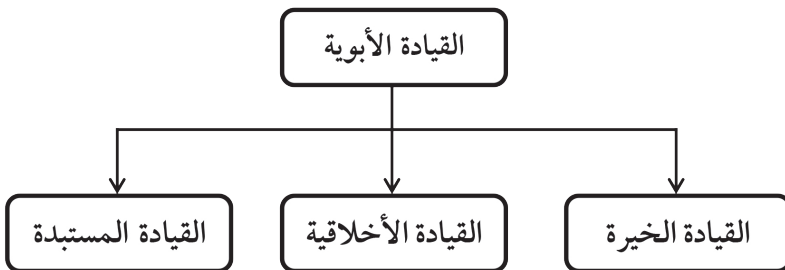 القيادة الأبوية
القيادة الخيرة
القيادة الأخلاقية
القيادة المستبدة